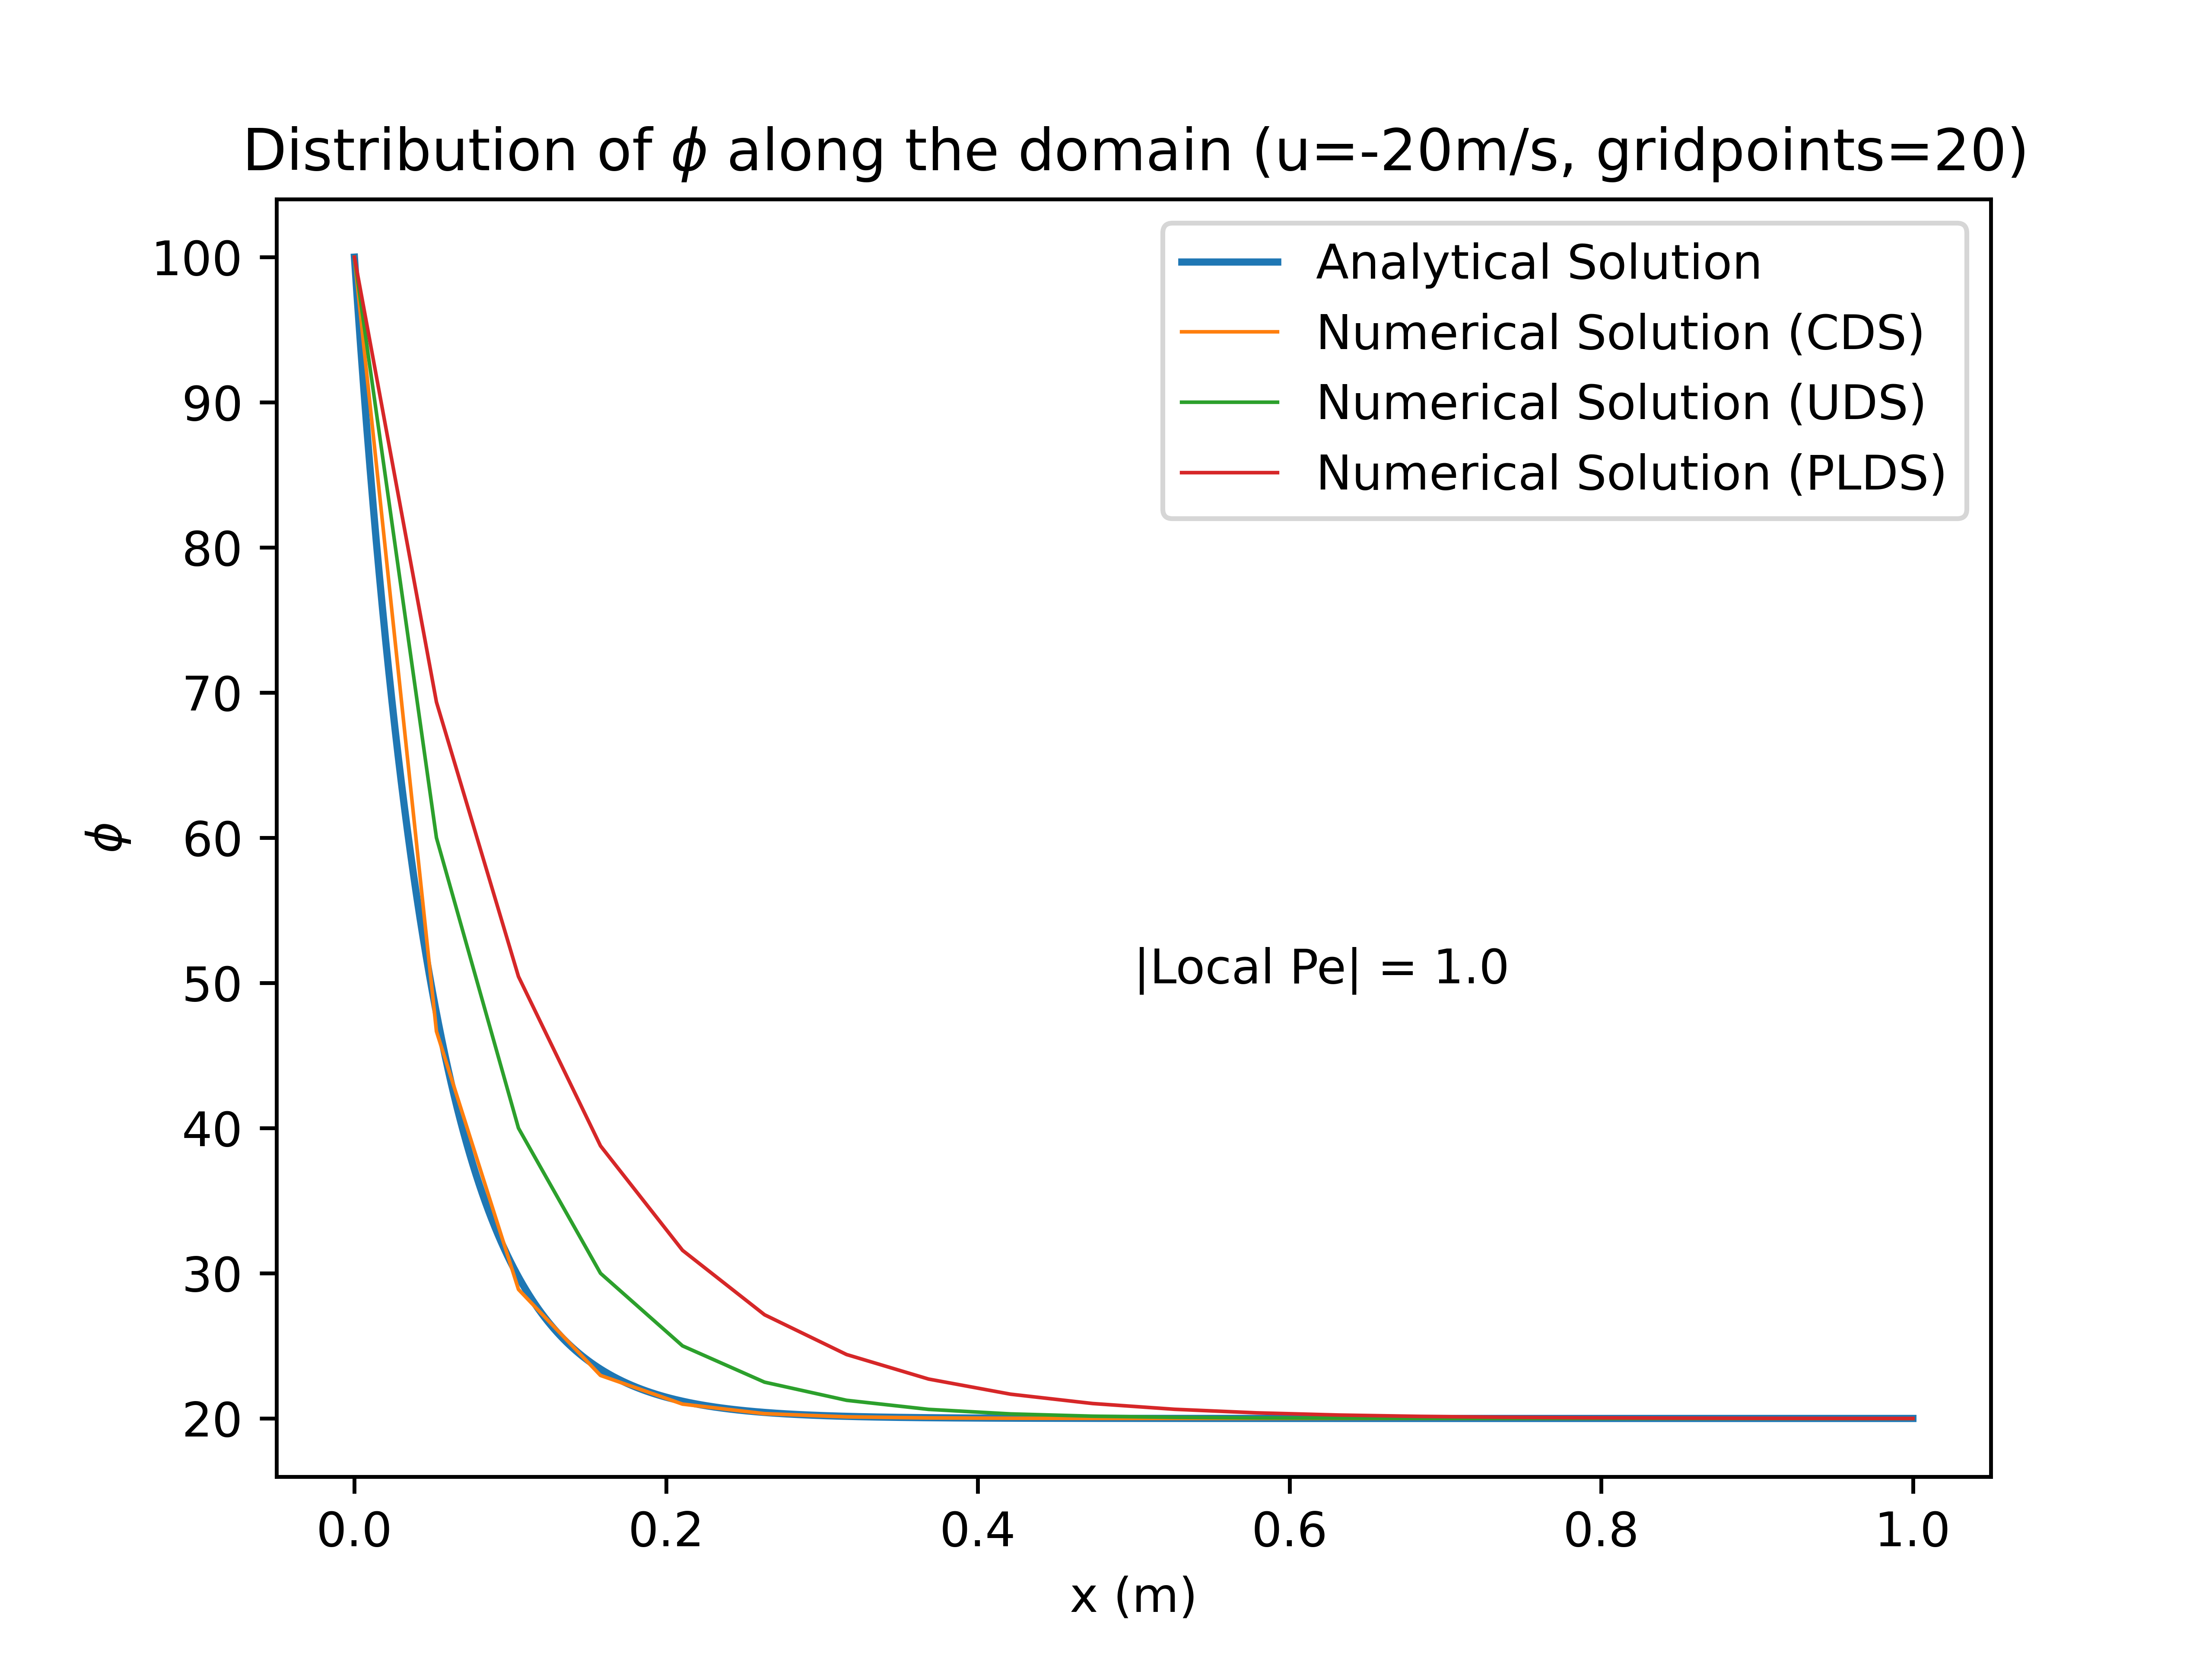 Distribution of ϕ along the domain (u=-20m/s, gridpoints=20)
Analytical Solution
Numerical Solution (CDS)
Numerical Solution (UDS)
Numerical Solution (PLDS)
|Local Pe| = 1.0
ϕ
100
90
80
70
60
50
40
30
20
0.0 0.2 0.4 0.6 0.8 1.0
x (m)